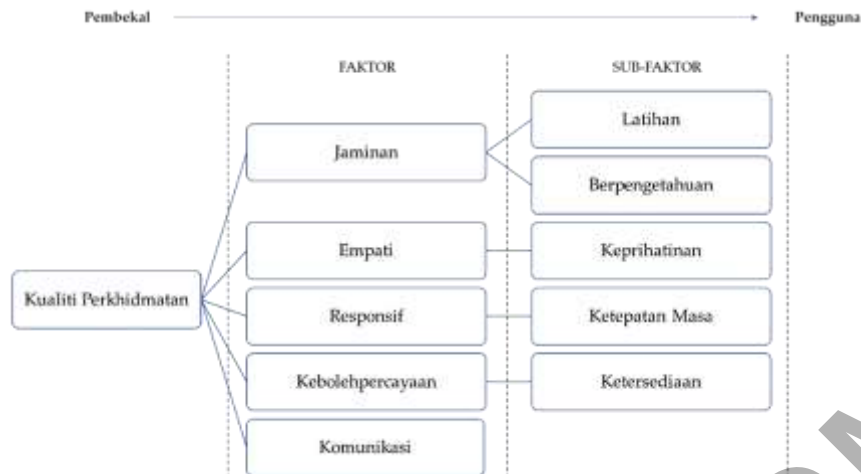 Pembekal
Pengguna
FAKTOR
SUB-FAKTOR
Latihan
Jaminan
Berpengetahuan
Empati
Keprihatinan
Kualiti Perkhidmatan
Responsif
Ketepatan Masa
Kebolehpercayaan
Ketersediaan
Komunikasi